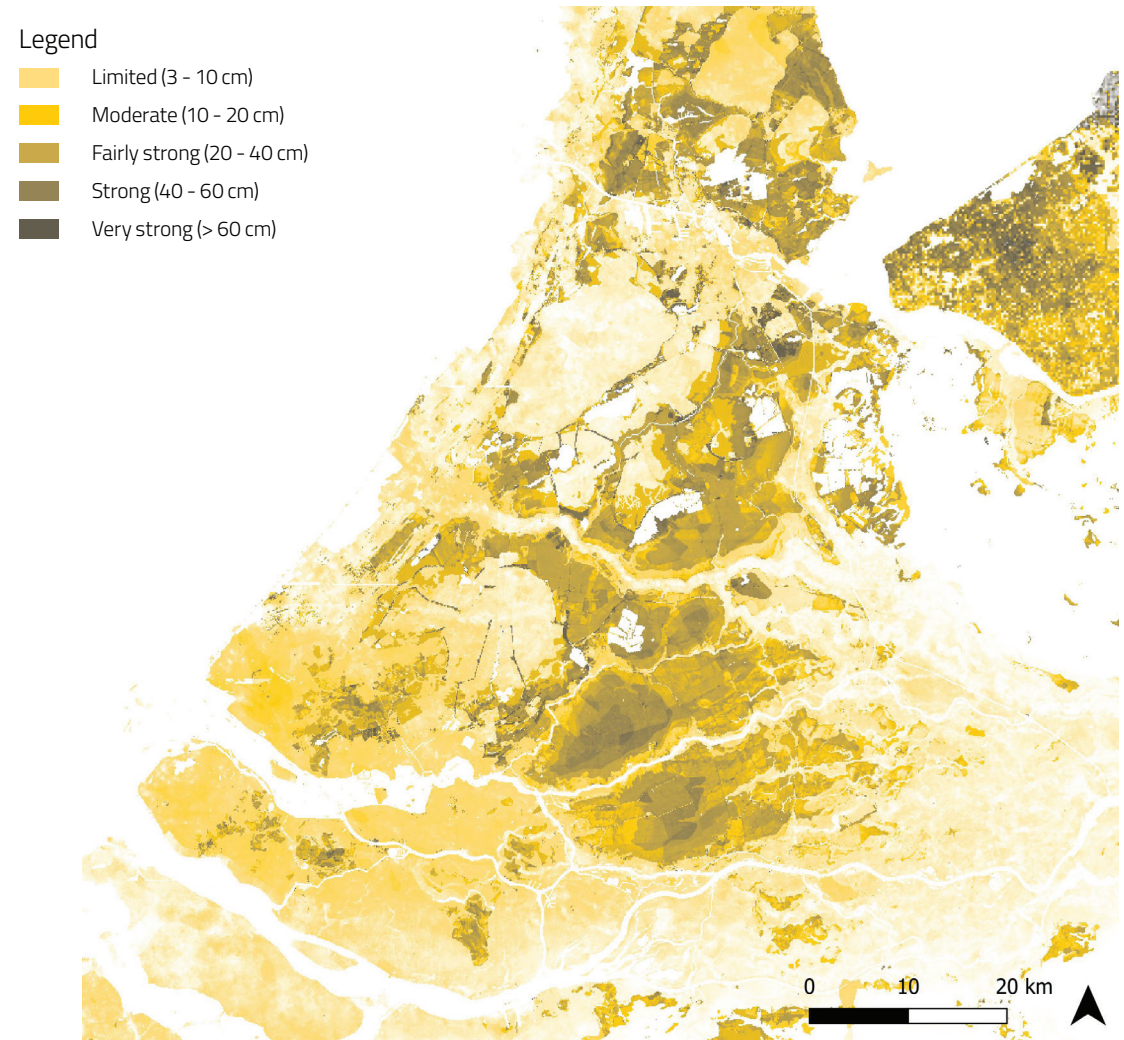 Legend
Limited (3 - 10 cm)
Moderate (10 - 20 cm)
Fairly strong (20 - 40 cm)
Strong (40 - 60 cm)
Very strong (> 60 cm)
0 10 20 km